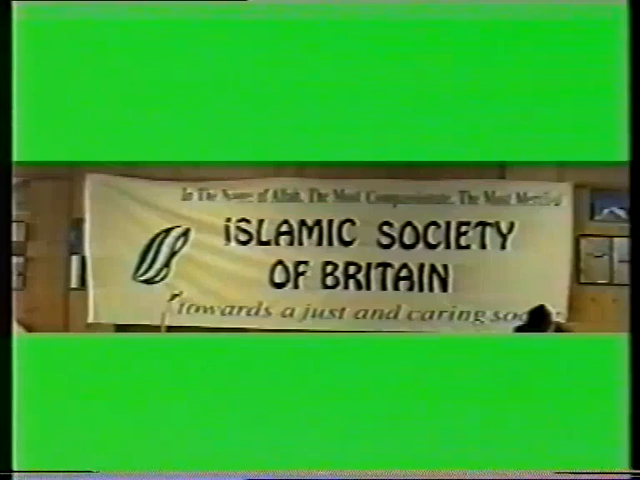 In The Name of Allah, The Most Compassionate, The Most Merciful
iSLAMIC SOCIETY
OF BRITAIN
towards a just and caring